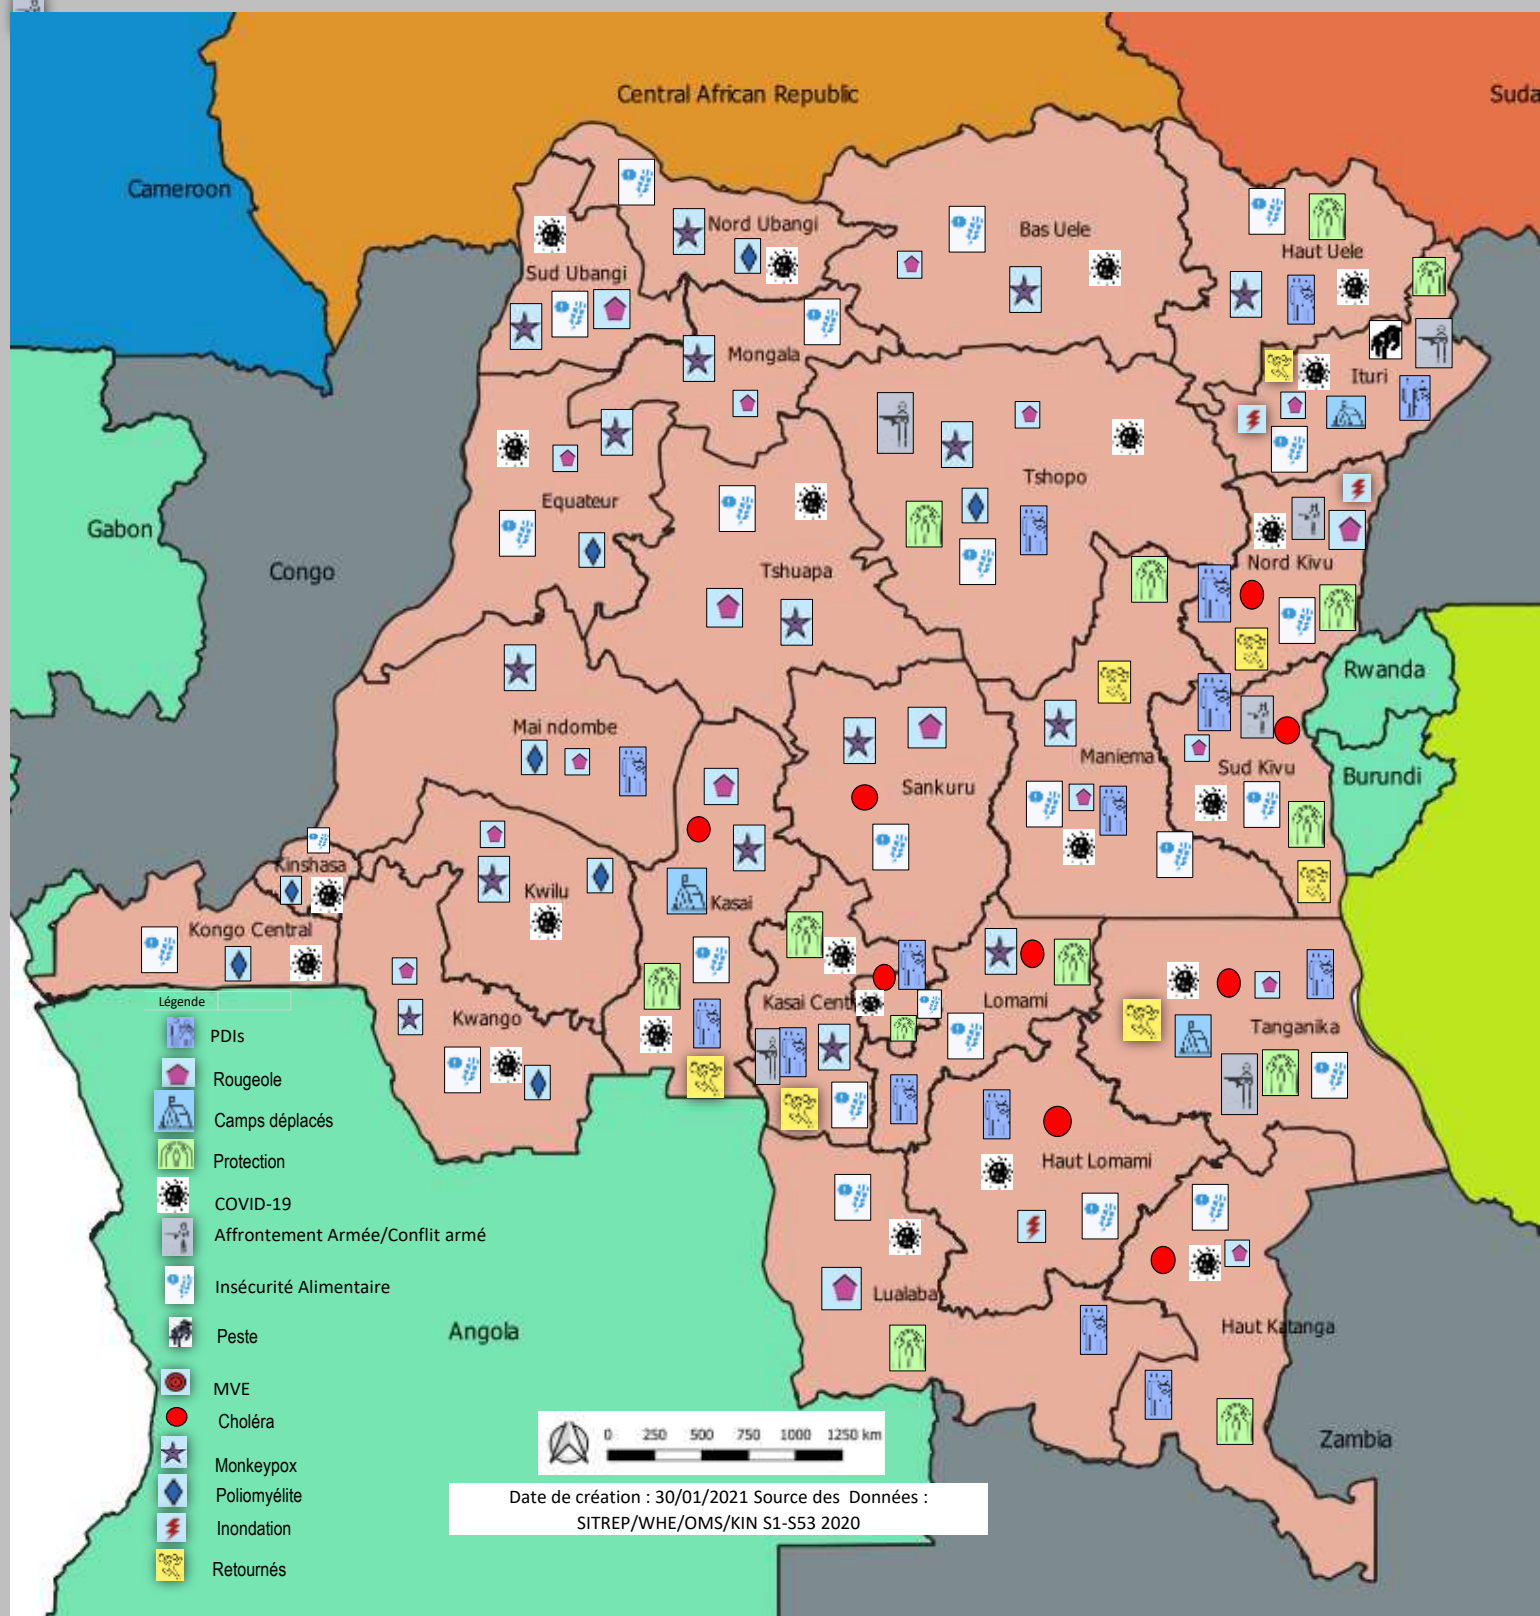 Central African Republic
Suda
Cameroon
Nord Ubangi
Bas Uele
Haut Uele
Sud Ubangi
Mongala
Ituri
Tshopo
Equateur
Gabon
Congo
Tshuapa
Nord Kivu
Rwanda
Mai ndombe
Maniema
Sud Kivu
Burundi
Sankuru
Kinshasa
Kwilu
Kasai
Kongo Central
Kasai Cent
Lomami
Kwango
Tanganika
Haut Lomami
Lualaba
Haut Katanga
Angola
Zambia
Légende
PDIs
Rougeole
Camps déplacés
Protection
COVID-19
Affrontement Armée/Conflit armé
Insécurité Alimentaire
Peste
MVE
Choléra
Monkeypox
Poliomyélite
Inondation
Retournés
0 250 500 750 1000 1250 km
Date de création : 30/01/2021 Source des Données :
SITREP/WHE/OMS/KIN S1-S53 2020